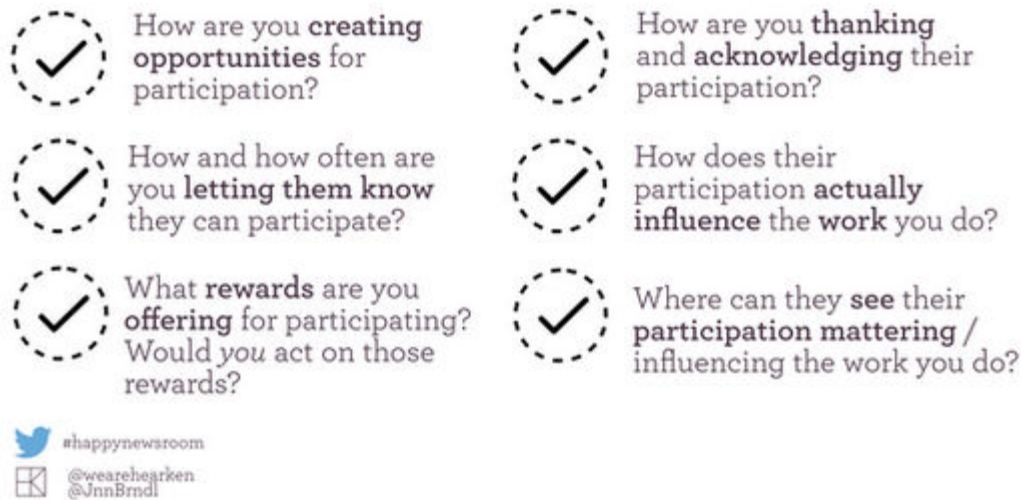 How are you creating
opportunities for
participation?
How and how often are
you letting them know
they can participate?
What rewards are you
offering for participating?
Would you act on those
rewards?
How are you thanking
and acknowledging their
participation?
How does their
participation actually
influence the work you do?
Where can they see their
participation mattering /
influencing the work you do?
#happynewsroom
@wearehearken
@JnnBrndl